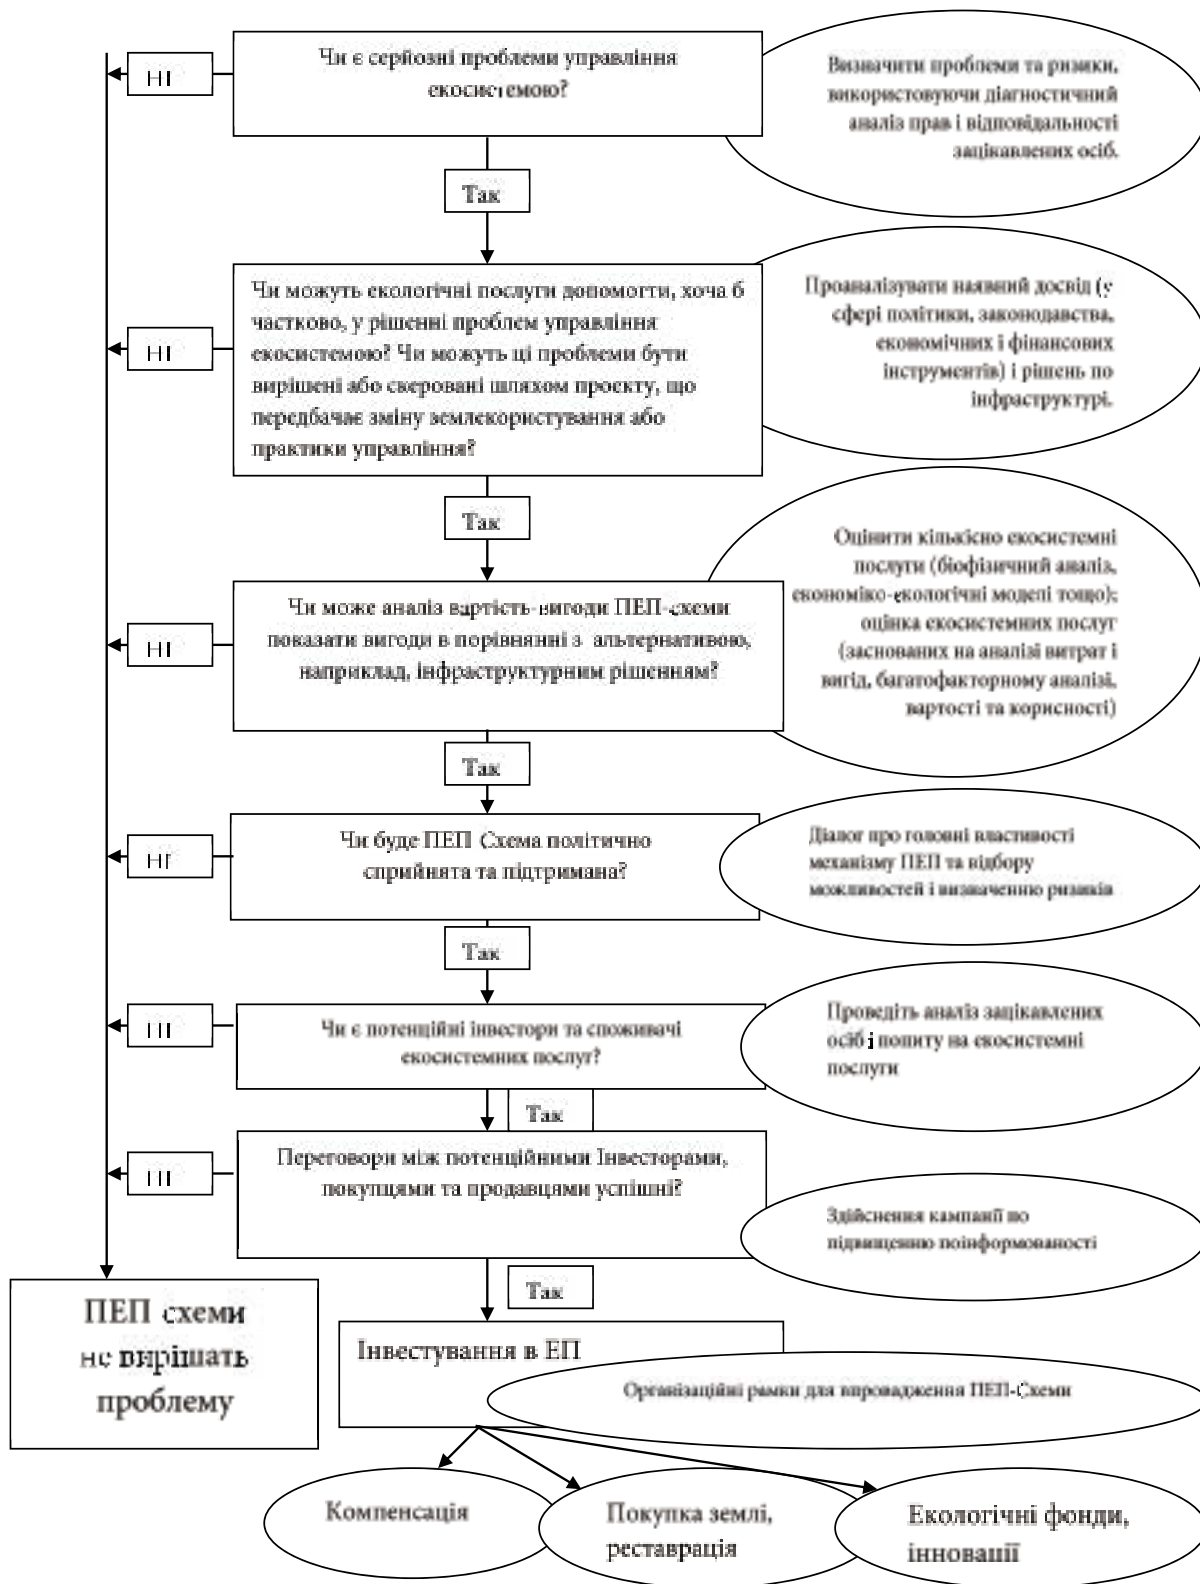 Чи є серйозні проблеми управління
екосистемою?
НІ
Визначити проблеми та ризики,
використовуючи діагностичний
аналіз прав і відповідальності
зацікавлених осіб.
Так
Чи можуть екологічні послуги допомогти, хоча б
частково, у рішенні проблем управління
екосистемою? Чи можуть ці проблеми бути
вирішені або скеровані шляхом проекту, що
передбачає зміну землекористування або
практики управління?
НІ
Проаналізувати наявний досвід (у
сфері політики, законодавства,
економічних і фінансових
інструментів) і рішень по
інфраструктурі.
Так
Чи може аналіз вартість-вигоди ПЕП-схеми
показати вигоди в порівнянні з альтернативою,
наприклад, інфраструктурним рішенням?
НІ
Оцінити кількісно екосистемні
послуги (біофізичний аналіз,
економіко-екологічні моделі тощо);
оцінка екосистемних послуг
(заснованих на аналізі витрат і
вигід, багатофакторному аналізі,
вартості та корисності)
Так
Чи буде ПЕП Схема політично
сприйнята та підтримана?
НІ
Діалог про головні властивості
механізму ПЕП та відбору
можливостей і визначенню ризиків
Так
Чи є потенційні інвестори та споживачі
екосистемних послуг?
НІ
Проведіть аналіз зацікавлених
осіб і попиту на екосистемні
послуги
Так
Переговори між потенційними Інвесторами,
покупцями та продавцями успішні?
НІ
Здійснення кампанії по
підвищенню поінформованості
Так
ПЕП схеми
не вирішать
проблему
Інвестування в ЕП
Організаційні рамки для впровадження ПЕП-Схеми
Компенсація
Покупка землі,
реставрація
Екологічні фонди,
інновації